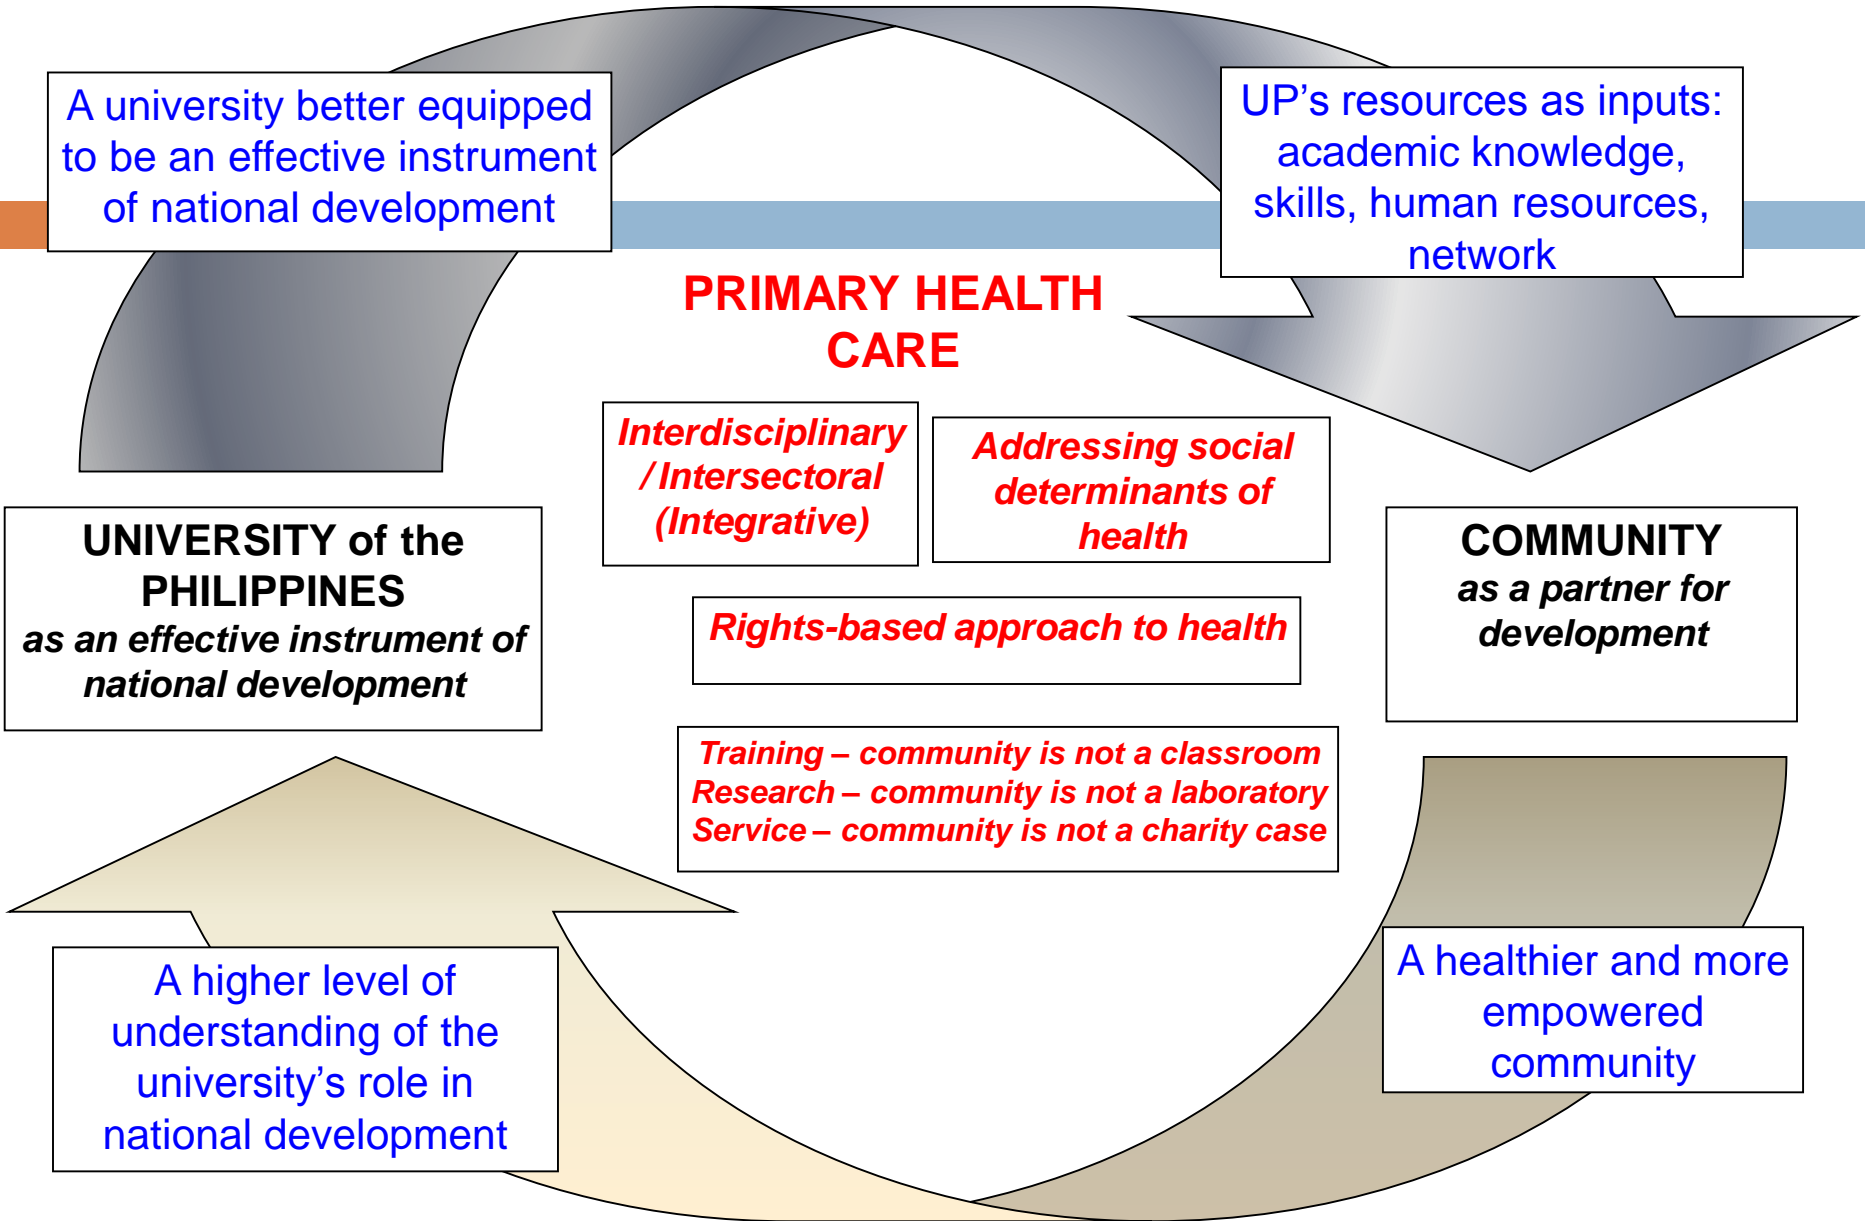 A university better equipped
to be an effective instrument
of national development
UP's resources as inputs:
academic knowledge,
skills, human resources,
network
PRIMARY HEALTH
CARE
Interdisciplinary
/ Intersectoral
(Integrative)
Addressing social
determinants of
health
UNIVERSITY of the
PHILIPPINES
as an effective instrument of
national development
Rights-based approach to health
COMMUNITY
as a partner for
development
Training – community is not a classroom
Research – community is not a laboratory
Service – community is not a charity case
A higher level of
understanding of the
university's role in
national development
A healthier and more
empowered
community